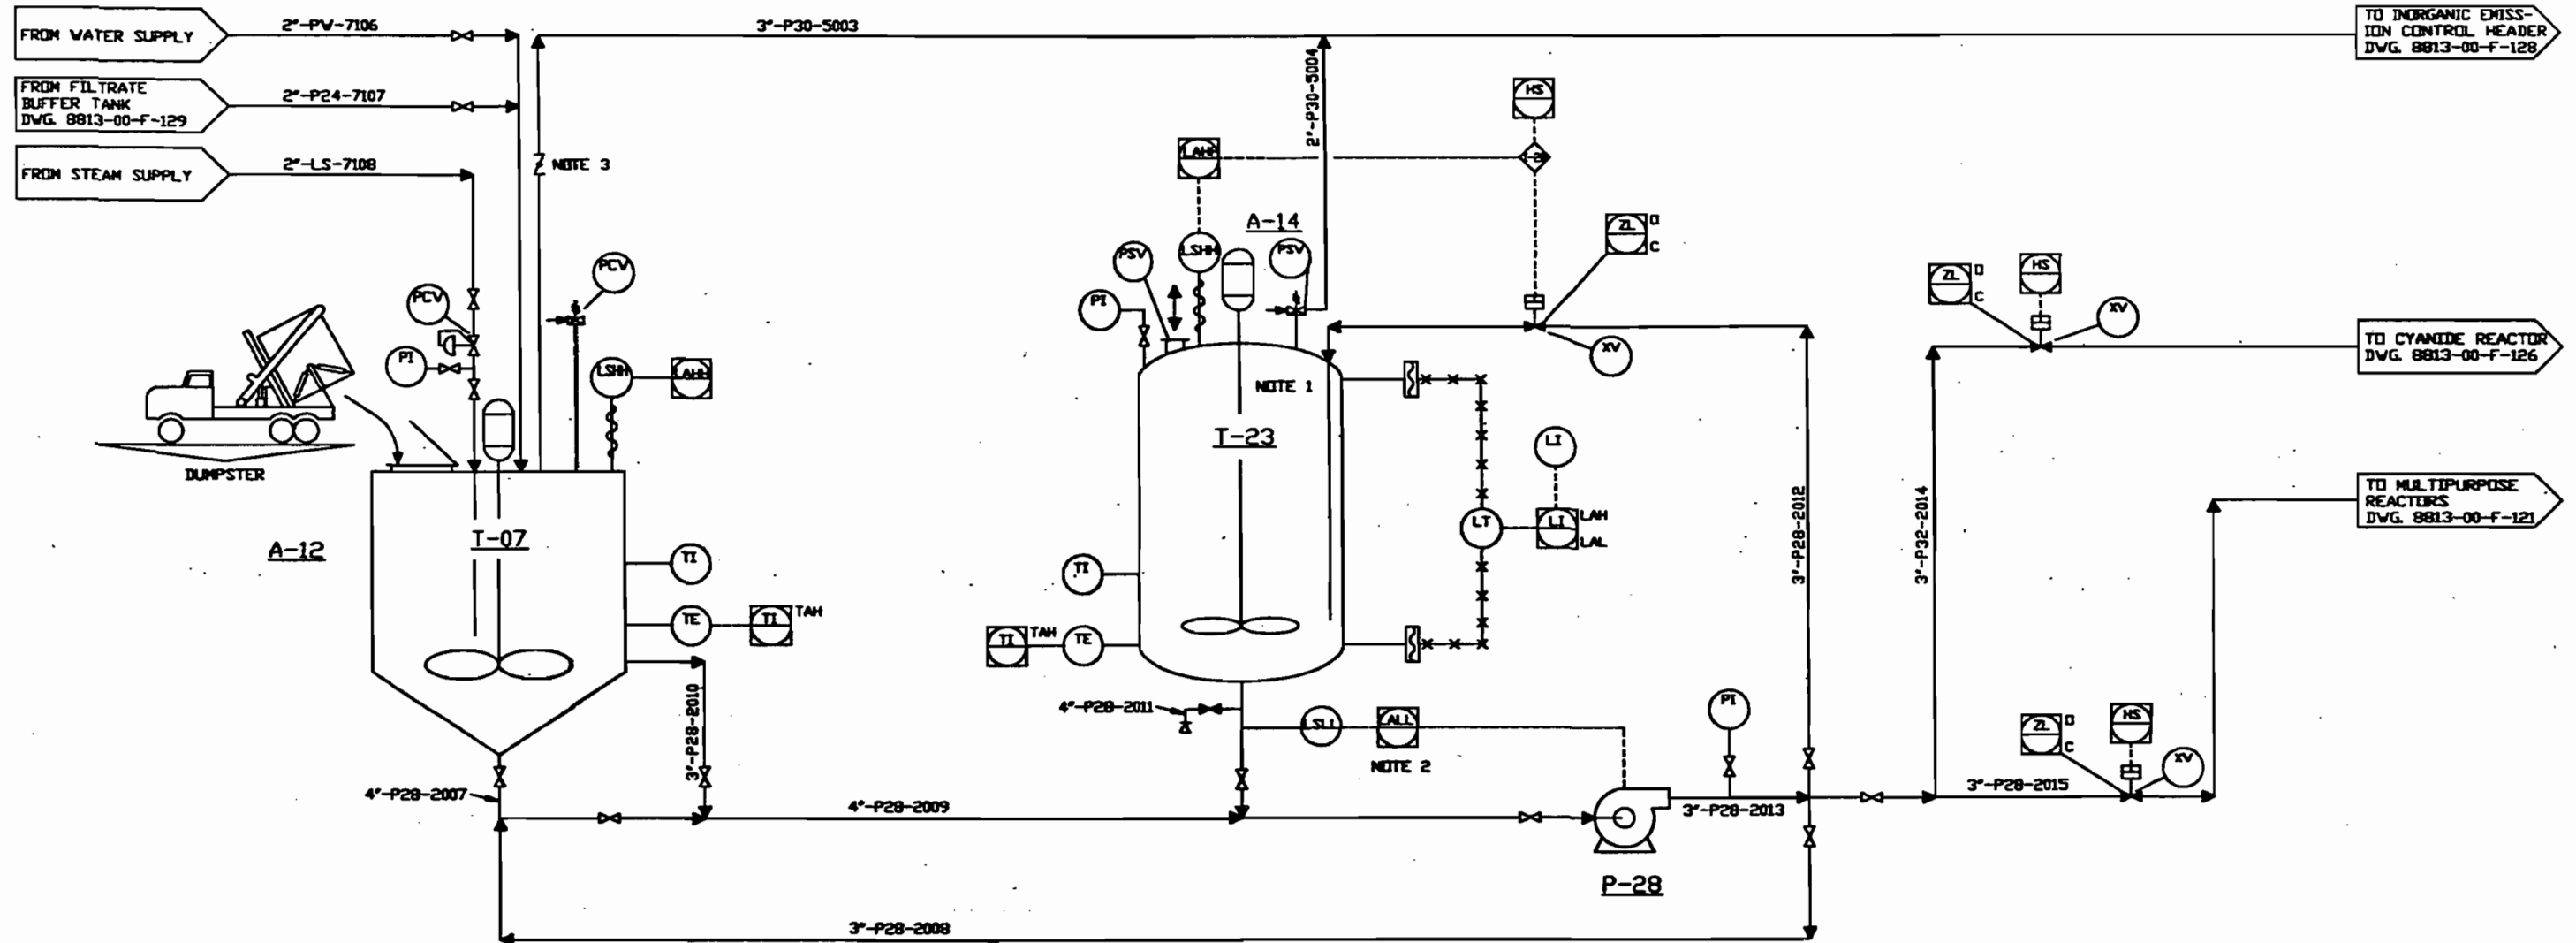 FROM WATER SUPPLY
2"-PW-7106
3"-P30-5003
TO INORGANIC EMISS-
ION CONTROL HEADER
DWG. 8813-00-F-128
FROM FILTRATE
BUFFER TANK
DWG. 8813-00-F-129
2"-P24-7107
2"-P30-5004
HS
FROM STEAM SUPPLY
2"-LS-7108
NOTE 3
A-14
ZL
O
C
PSV
LSHH
PSV
PCV
PCV
PI
PI
XV
ZL
O
C
HS
XV
TO CYANIDE REACTOR
DWG. 8813-00-F-126
PI
LSHH
LAHH
NOTE 1
DUMPSTER
T-23
LI
TO MULTIPURPOSE
REACTORS
DWG. 8813-00-F-121
A-12
T-07
LT
LI
LAH
LAL
3"-P28-2012
3"-P32-2014
TI
TE
TI
TAH
TI
TI
TAH
TE
3"-P28-2010
4"-P28-2011
LSLL
LALL
NOTE 2
PI
ZL
O
C
HS
XV
4"-P28-2007
4"-P28-2009
3"-P28-2013
3"-P28-2015
P-28
3"-P28-2008